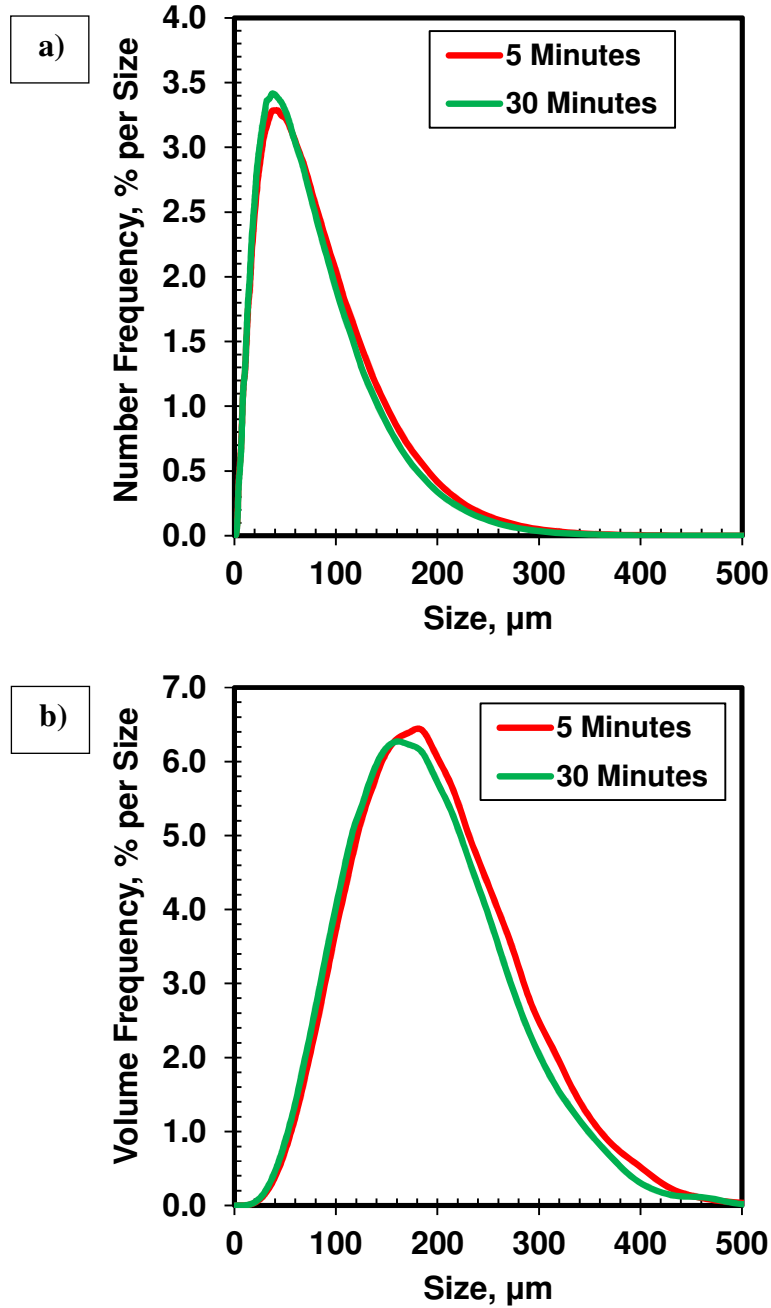 a)
4.0
3.5
3.0
2.5
2.0
1.5
1.0
0.5
0.0
Number Frequency, % per Size
5 Minutes
30 Minutes
0 100 200 300 400 500
Size, µm
b)
7.0
6.0
5.0
4.0
3.0
2.0
1.0
0.0
Volume Frequency, % per Size
5 Minutes
30 Minutes
0 100 200 300 400 500
Size, µm